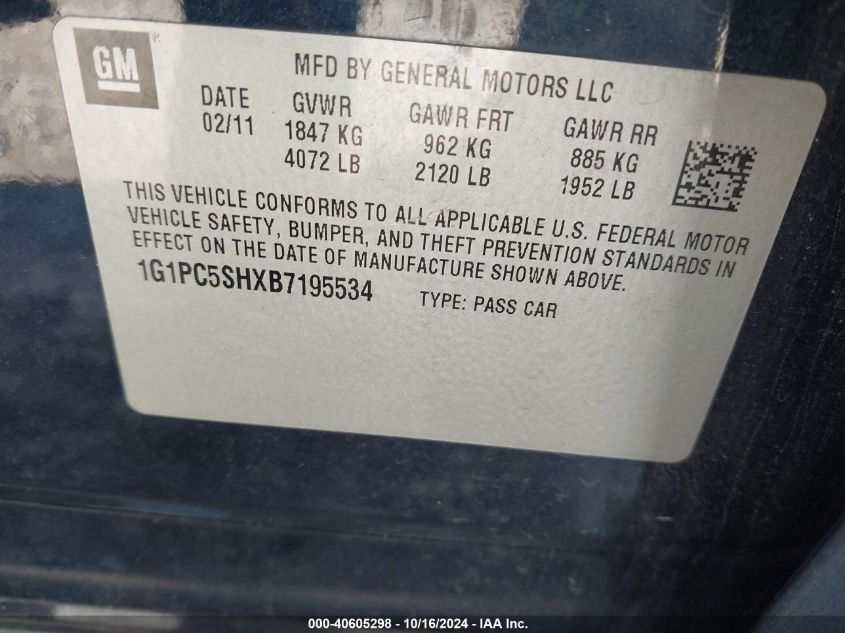 GM®
MFD BY GENERAL MOTORS LLC
DATE GVWR GAWR FRT GAWR RR
02/11 1847 KG 962 KG 885 KG
4072 LB 2120 LB 1952 LB
THIS VEHICLE CONFORMS TO ALL APPLICABLE U.S. FEDERAL MOTOR
VEHICLE SAFETY, BUMPER, AND THEFT PREVENTION STANDARDS IN
EFFECT ON THE DATE OF MANUFACTURE SHOWN ABOVE.
1G1PC5SHXB7195534 TYPE: PASS CAR
000-40605298 - 10/16/2024 - IAA Inc.